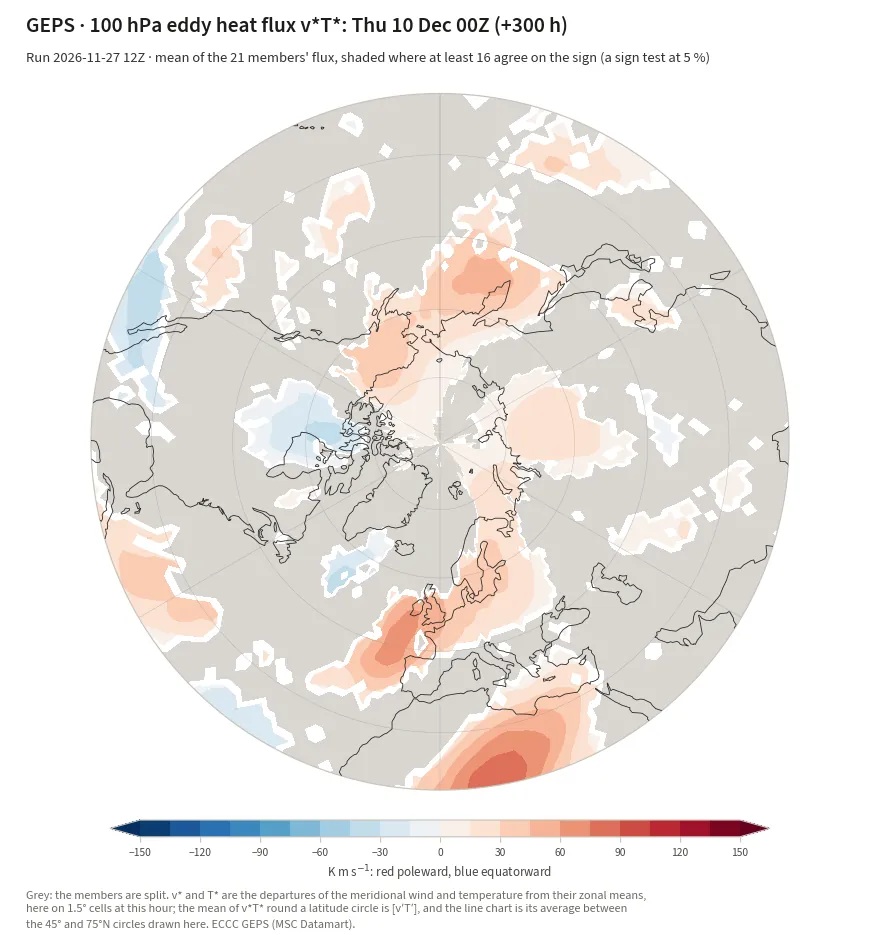 GEPS · 100 hPa eddy heat flux v*T*: Thu 10 Dec 00Z (+300 h)
Run 2026-11-27 12Z · mean of the 21 members' flux, shaded where at least 16 agree on the sign (a sign test at 5 %)
−150 −120 −90 −60 −30 0 30 60 90 120 150
K m s⁻¹: red poleward, blue equatorward
Grey: the members are split. v* and T* are the departures of the meridional wind and temperature from their zonal means,
here on 1.5° cells at this hour; the mean of v*T* round a latitude circle is [v'T'], and the line chart is its average between
the 45° and 75°N circles drawn here. ECCC GEPS (MSC Datamart).